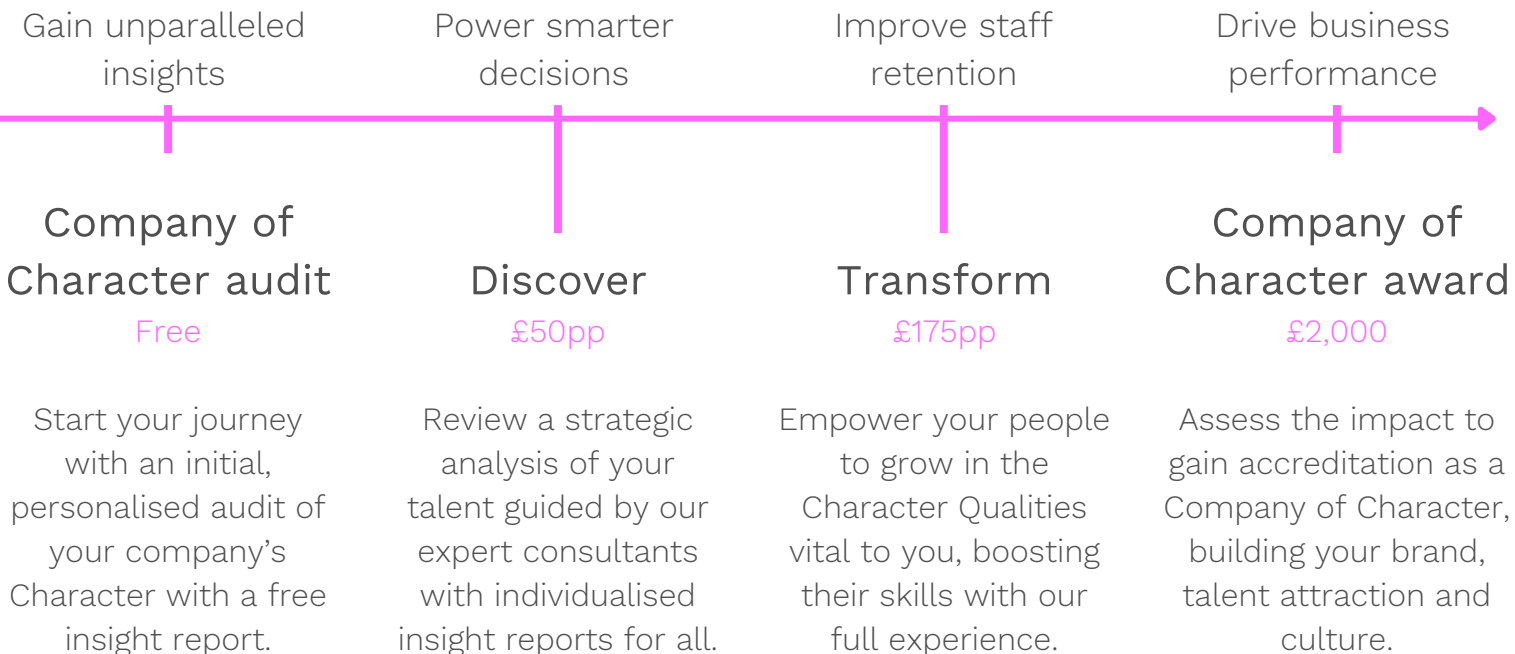 Gain unparalleled
insights
Power smarter
decisions
Improve staff
retention
Drive business
performance
Company of
Character audit
Free
Start your journey
with an initial,
personalised audit of
your company's
Character with a free
insight report.
Discover
£50pp
Review a strategic
analysis of your
talent guided by our
expert consultants
with individualised
insight reports for all.
Transform
£175pp
Empower your people
to grow in the
Character Qualities
vital to you, boosting
their skills with our
full experience.
Company of
Character award
£2,000
Assess the impact to
gain accreditation as a
Company of Character,
building your brand,
talent attraction and
culture.